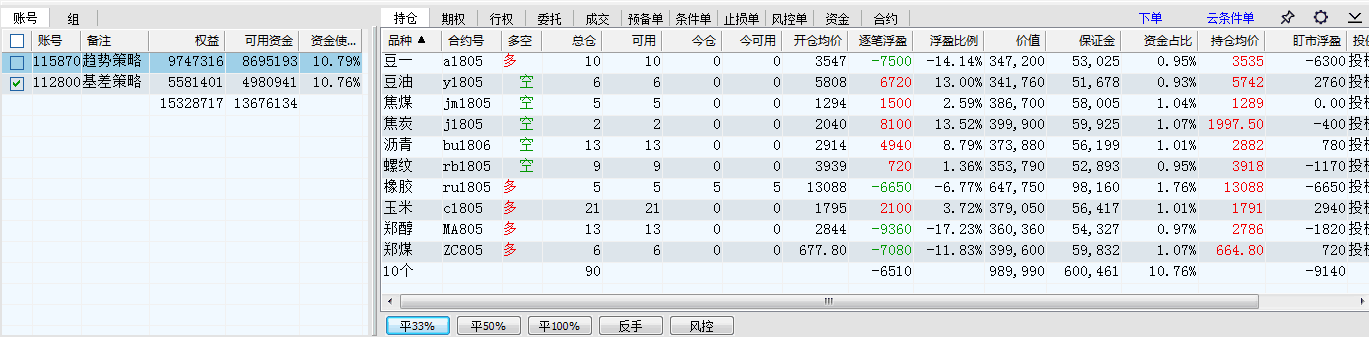 账号 组
账号 备注 权益 可用资金 资金使...
115870 趋势策略 9747316 8695193 10.79%
112800 基差策略 5581401 4980941 10.76%
15328717 13676134
持仓 期权 行权 委托 成交 预备单 条件单 止损单 风控单 资金 合约 下单 云条件单
品种▲ 合约号 多空 总仓 可用 今仓 今可用 开仓均价 逐笔浮盈 浮盈比例 价值 保证金 资金占比 持仓均价 盯市浮盈 投保
豆一 a1805 多 10 10 0 0 3547 -7500 -14.14% 347,200 53,025 0.95% 3535 -6300 投机
豆油 y1805 空 6 6 0 0 5808 6720 13.00% 341,760 51,678 0.93% 5742 2760 投机
焦煤 jm1805 空 5 5 0 0 1294 1500 2.59% 386,700 58,005 1.04% 1289 0.00 投机
焦炭 j1805 空 2 2 0 0 2040 8100 13.52% 399,900 59,925 1.07% 1997.50 -400 投机
沥青 bu1806 空 13 13 0 0 2914 4940 8.79% 373,880 56,199 1.01% 2882 780 投机
螺纹 rb1805 空 9 9 0 0 3939 720 1.36% 353,790 52,893 0.95% 3918 -1170 投机
橡胶 ru1805 多 5 5 5 5 13088 -6650 -6.77% 647,750 98,160 1.76% 13088 -6650 投机
玉米 c1805 多 21 21 0 0 1795 2100 3.72% 379,050 56,417 1.01% 1791 2940 投机
郑醇 MA805 多 13 13 0 0 2844 -9360 -17.23% 360,360 54,327 0.97% 2786 -1820 投机
郑煤 ZC805 多 6 6 0 0 677.80 -7080 -11.83% 399,600 59,832 1.07% 664.80 720 投机
10个 90 -6510 989,990 600,461 10.76% -9140
平33% 平50% 平100% 反手 风控